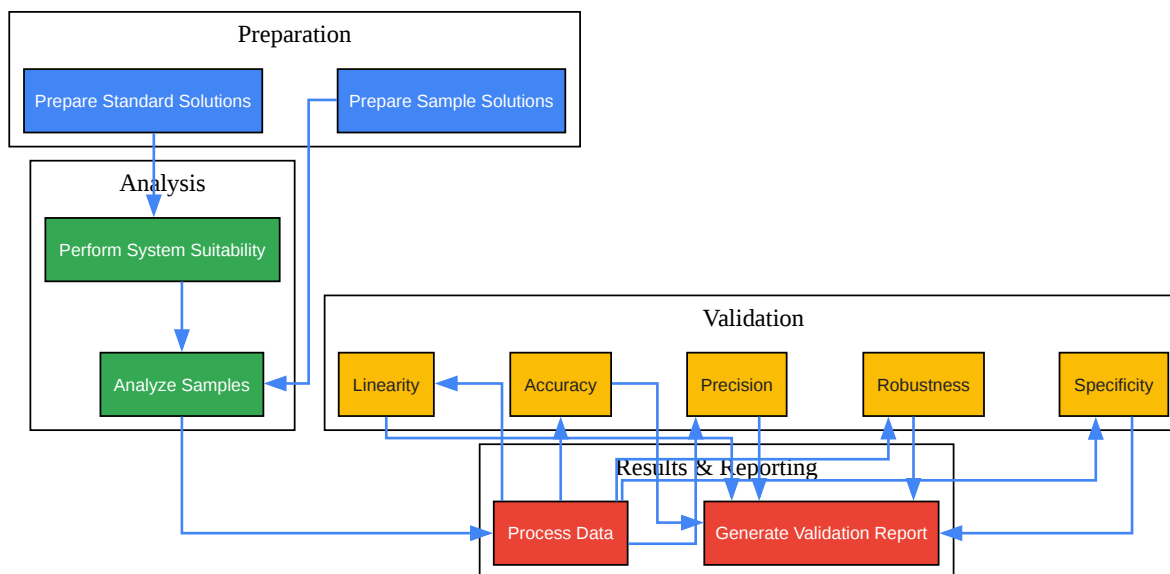 Preparation
Prepare Standard Solutions
Prepare Sample Solutions
Analysis
Perform System Suitability
Analyze Samples
Validation
Linearity
Accuracy
Precision
Robustness
Specificity
Results & Reporting
Process Data
Generate Validation Report